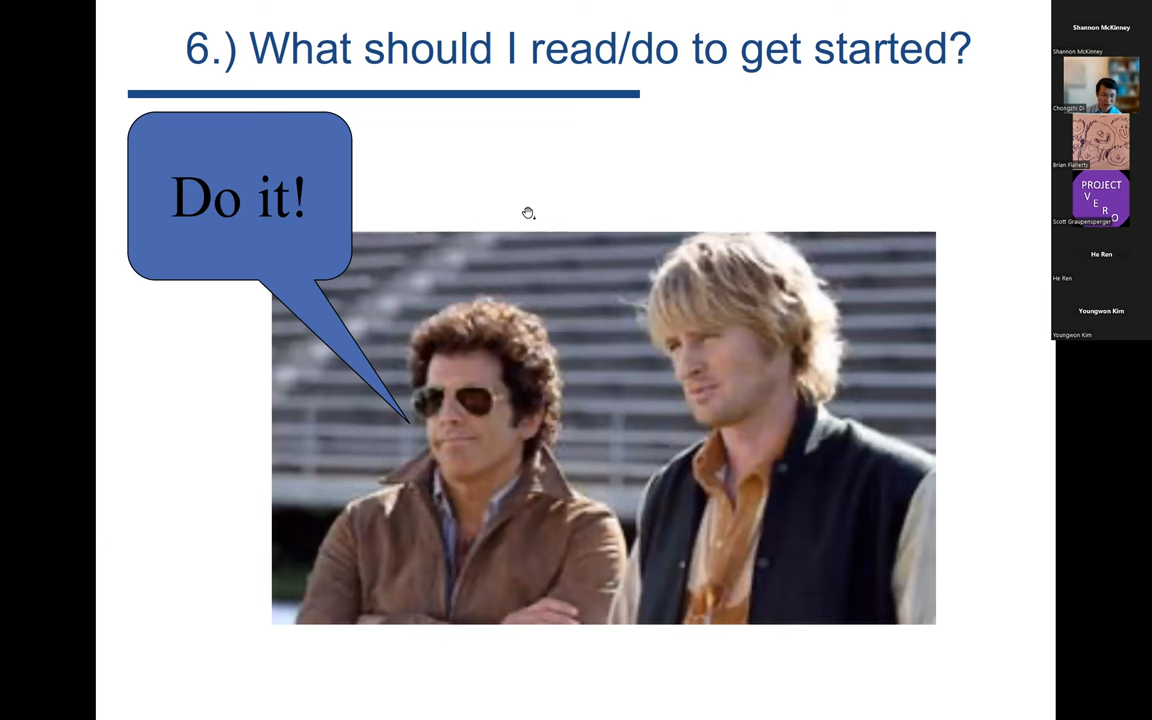 6.) What should I read/do to get started?
Do it!
Shannon McKinney
Shannon McKinney
Chongzhi Di
Brian Flaherty
PROJECT
V
E
R
O
Scott Graupensperger
He Ren
He Ren
Youngwon Kim
Youngwon Kim